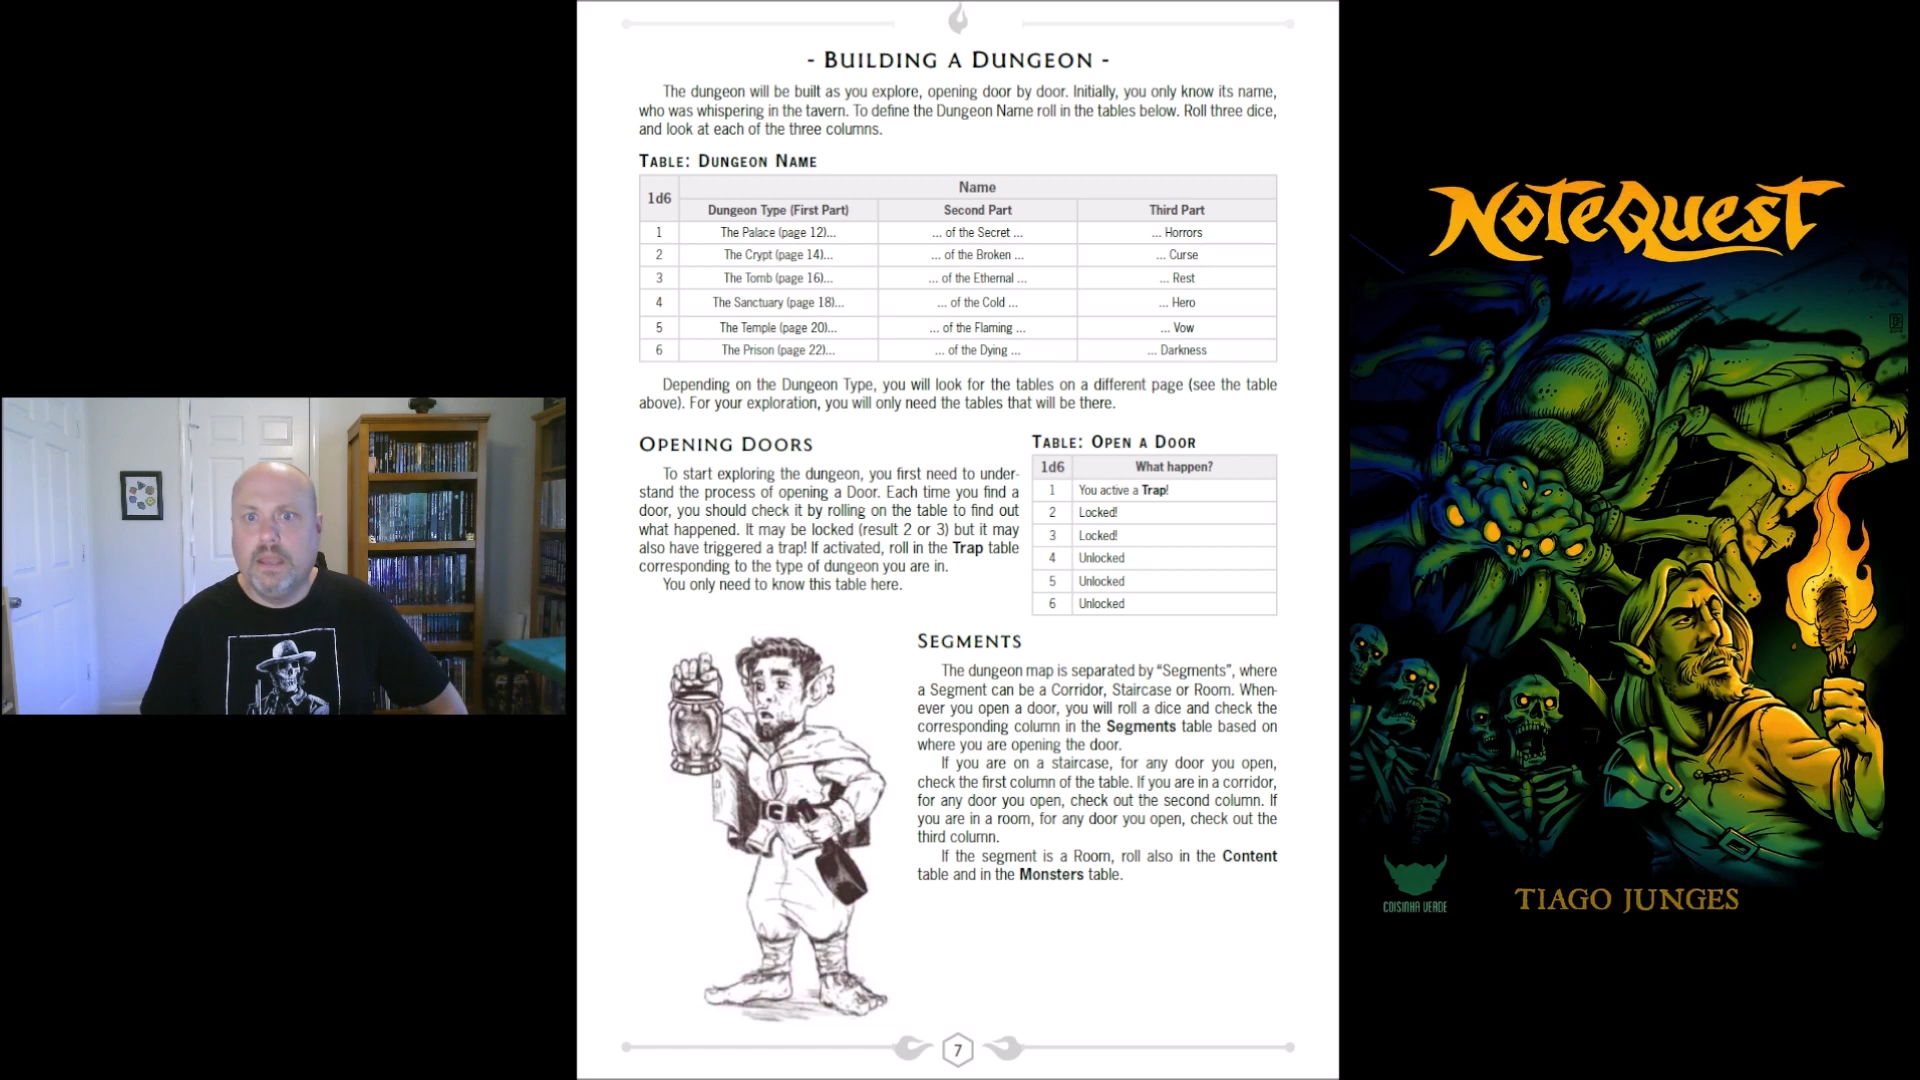 - Building a Dungeon -
The dungeon will be built as you explore, opening door by door. Initially, you only know its name,
who was whispering in the tavern. To define the Dungeon Name roll in the tables below. Roll three dice,
and look at each of the three columns.
Table: Dungeon Name
1d6 Name
Dungeon Type (First Part) Second Part Third Part
1 The Palace (page 12)... ... of the Secret ... ... Horrors
2 The Crypt (page 14)... ... of the Broken ... ... Curse
3 The Tomb (page 16)... ... of the Ethernal ... ... Rest
4 The Sanctuary (page 18)... ... of the Cold ... ... Hero
5 The Temple (page 20)... ... of the Flaming ... ... Vow
6 The Prison (page 22)... ... of the Dying ... ... Darkness
Depending on the Dungeon Type, you will look for the tables on a different page (see the table
above). For your exploration, you will only need the tables that will be there.
Opening Doors
To start exploring the dungeon, you first need to under-
stand the process of opening a Door. Each time you find a
door, you should check it by rolling on the table to find out
what happened. It may be locked (result 2 or 3) but it may
also have triggered a trap! If activated, roll in the Trap table
corresponding to the type of dungeon you are in.
You only need to know this table here.
Table: Open a Door
1d6 What happen?
1 You active a Trap!
2 Locked!
3 Locked!
4 Unlocked
5 Unlocked
6 Unlocked
Segments
The dungeon map is separated by “Segments”, where
a Segment can be a Corridor, Staircase or Room. When-
ever you open a door, you will roll a dice and check the
corresponding column in the Segments table based on
where you are opening the door.
If you are on a staircase, for any door you open,
check the first column of the table. If you are in a corridor,
for any door you open, check out the second column. If
you are in a room, for any door you open, check out the
third column.
If the segment is a Room, roll also in the Content
table and in the Monsters table.
7
NoteQuest
COISINHA VERDE
TIAGO JUNGES